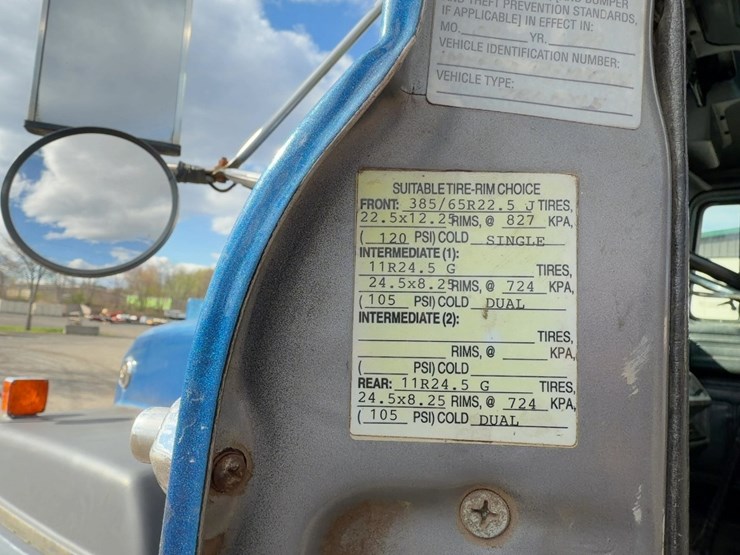 THEFT PREVENTION STANDARDS,
IF APPLICABLE] IN EFFECT IN:
MO. YR.
VEHICLE IDENTIFICATION NUMBER:
VEHICLE TYPE:
SUITABLE TIRE-RIM CHOICE
FRONT: 385/65R22.5 J TIRES,
22.5x12.25 RIMS, @ 827 KPA,
( 120 PSI) COLD SINGLE
INTERMEDIATE (1):
11R24.5 G TIRES,
24.5x8.25 RIMS, @ 724 KPA,
(105 PSI) COLD DUAL
INTERMEDIATE (2):
TIRES,
RIMS, @ KPA,
( PSI) COLD
REAR: 11R24.5 G TIRES,
24.5x8.25 RIMS, @ 724 KPA,
(105 PSI) COLD DUAL